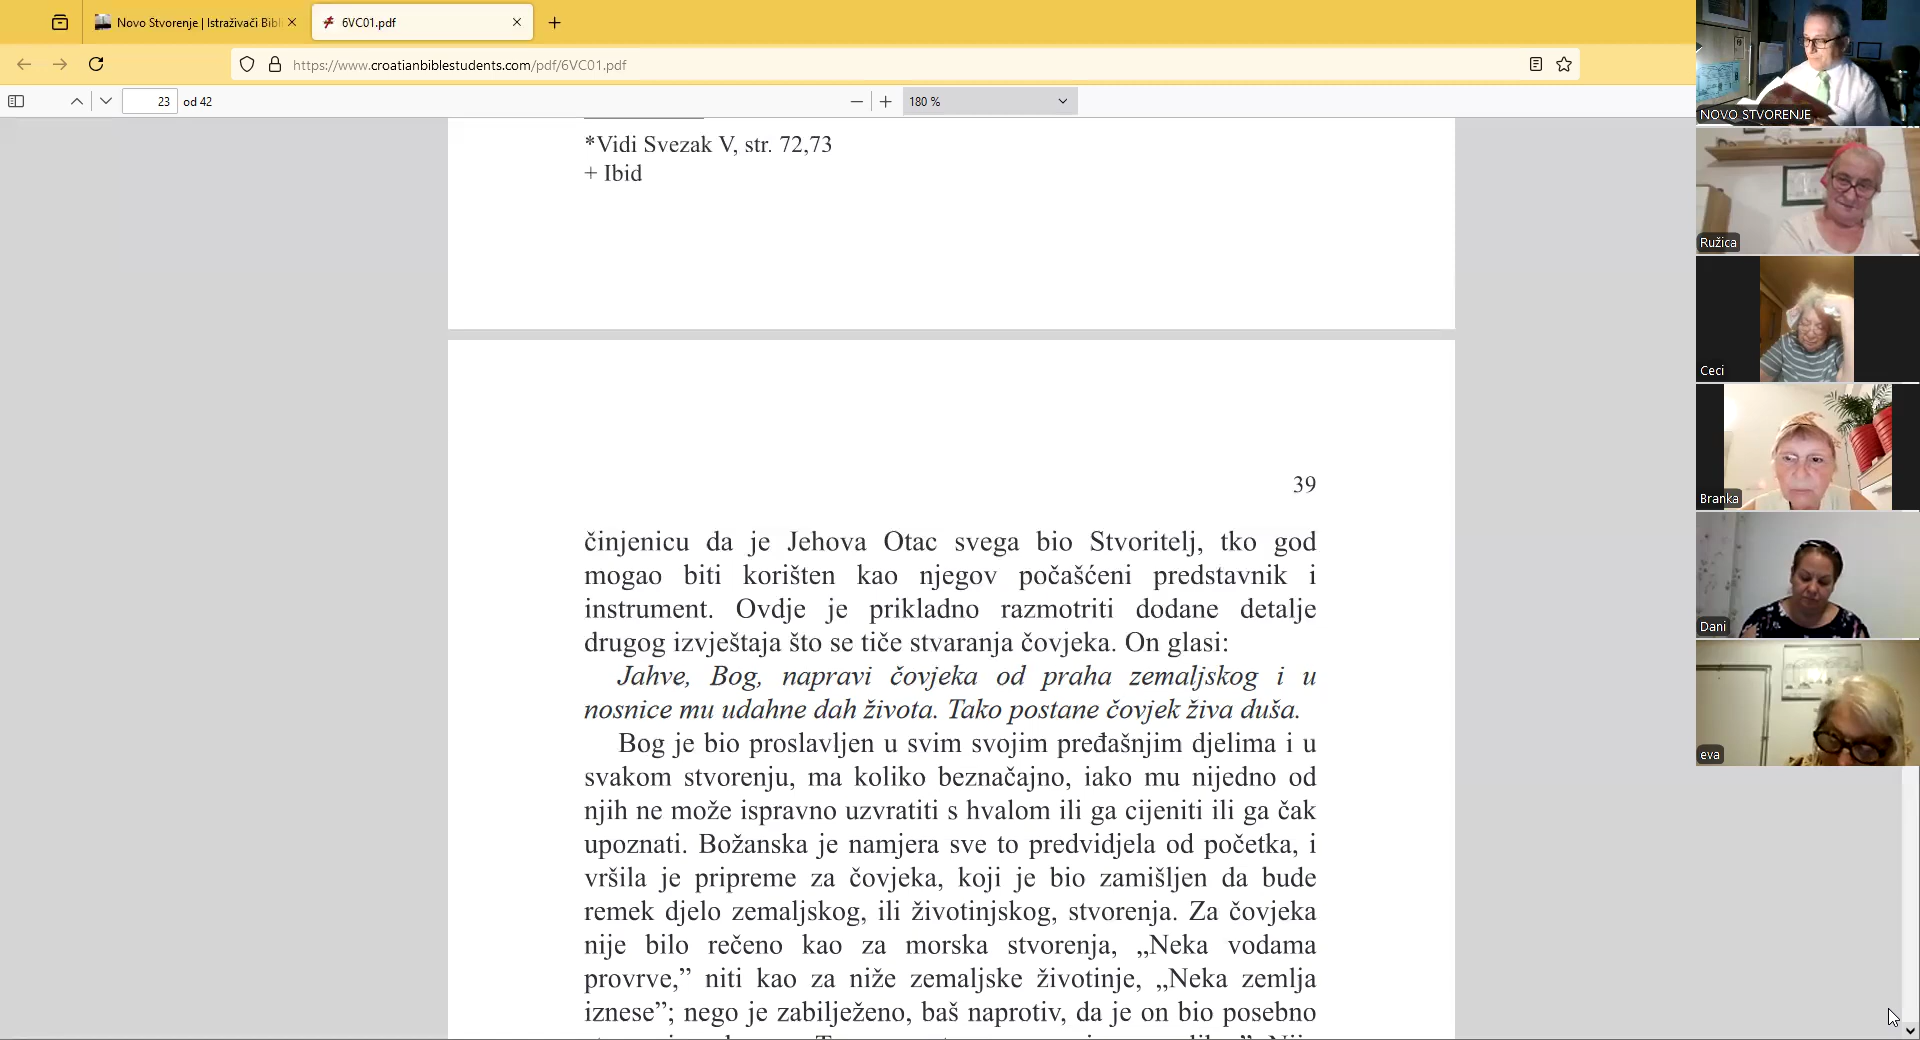 Novo Stvorenje | Istraživači Bibl
6VC01.pdf
https://www.croatianbiblestudents.com/pdf/6VC01.pdf
23 od 42
180 %
*Vidi Svezak V, str. 72,73
+ Ibid
39
činjenicu da je Jehova Otac svega bio Stvoritelj, tko god
mogao biti korišten kao njegov počašćeni predstavnik i
instrument. Ovdje je prikladno razmotriti dodane detalje
drugog izvještaja što se tiče stvaranja čovjeka. On glasi:
Jahve, Bog, napravi čovjeka od praha zemaljskog i u
nosnice mu udahne dah života. Tako postane čovjek živa duša.
Bog je bio proslavljen u svim svojim pređašnjim djelima i u
svakom stvorenju, ma koliko beznačajno, iako mu nijedno od
njih ne može ispravno uzvratiti s hvalom ili ga cijeniti ili ga čak
upoznati. Božanska je namjera sve to predvidjela od početka, i
vršila je pripreme za čovjeka, koji je bio zamišljen da bude
remek djelo zemaljskog, ili životinjskog, stvorenja. Za čovjeka
nije bilo rečeno kao za morska stvorenja, „Neka vodama
provrve,” niti kao za niže zemaljske životinje, „Neka zemlja
iznese”; nego je zabilježeno, baš naprotiv, da je on bio posebno
NOVO STVORENJE
Ružica
Ceci
Branka
Dani
eva